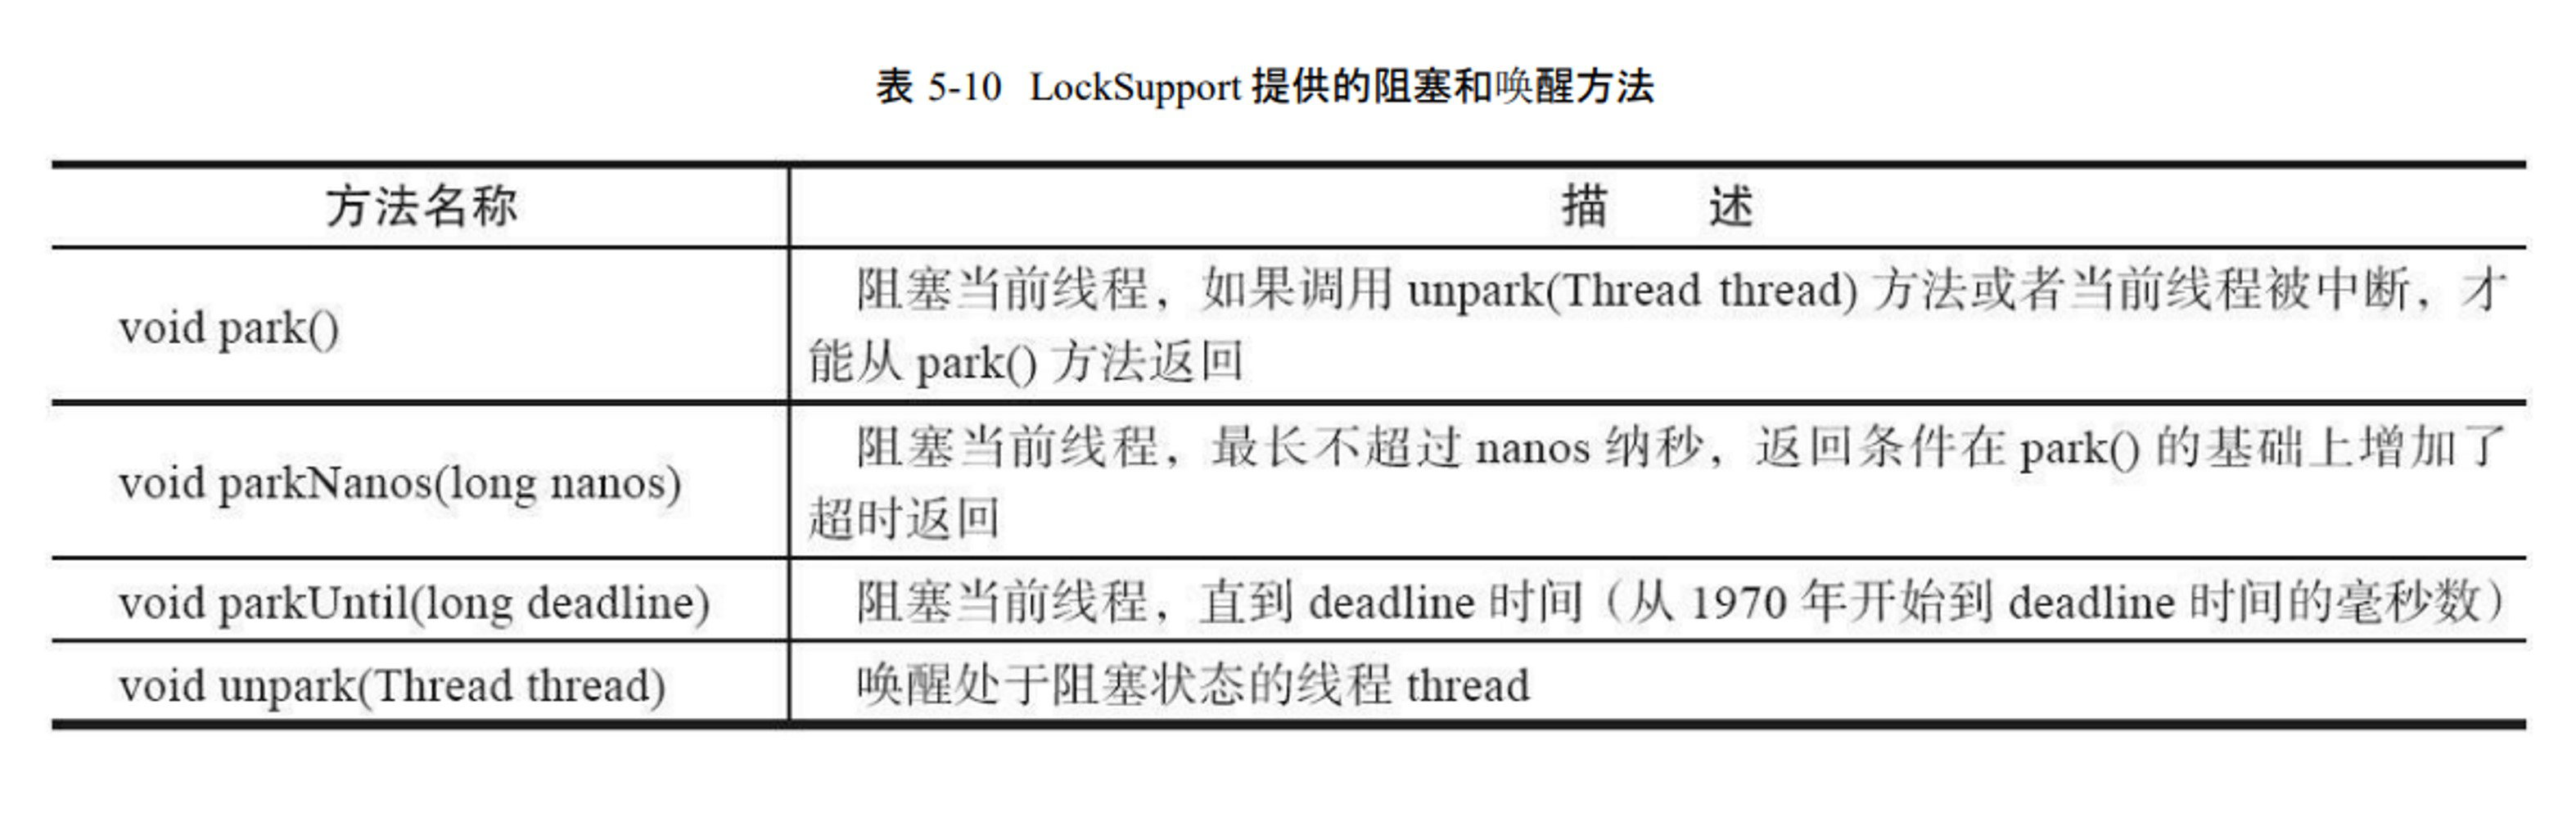 表 5-10 LockSupport 提供的阻塞和唤醒方法
方法名称
描 述
void park()
阻塞当前线程，如果调用 unpark(Thread thread) 方法或者当前线程被中断，才
能从 park() 方法返回
void parkNanos(long nanos)
阻塞当前线程，最长不超过 nanos 纳秒，返回条件在 park() 的基础上增加了
超时返回
void parkUntil(long deadline)
阻塞当前线程，直到 deadline 时间（从 1970 年开始到 deadline 时间的毫秒数）
void unpark(Thread thread)
唤醒处于阻塞状态的线程 thread